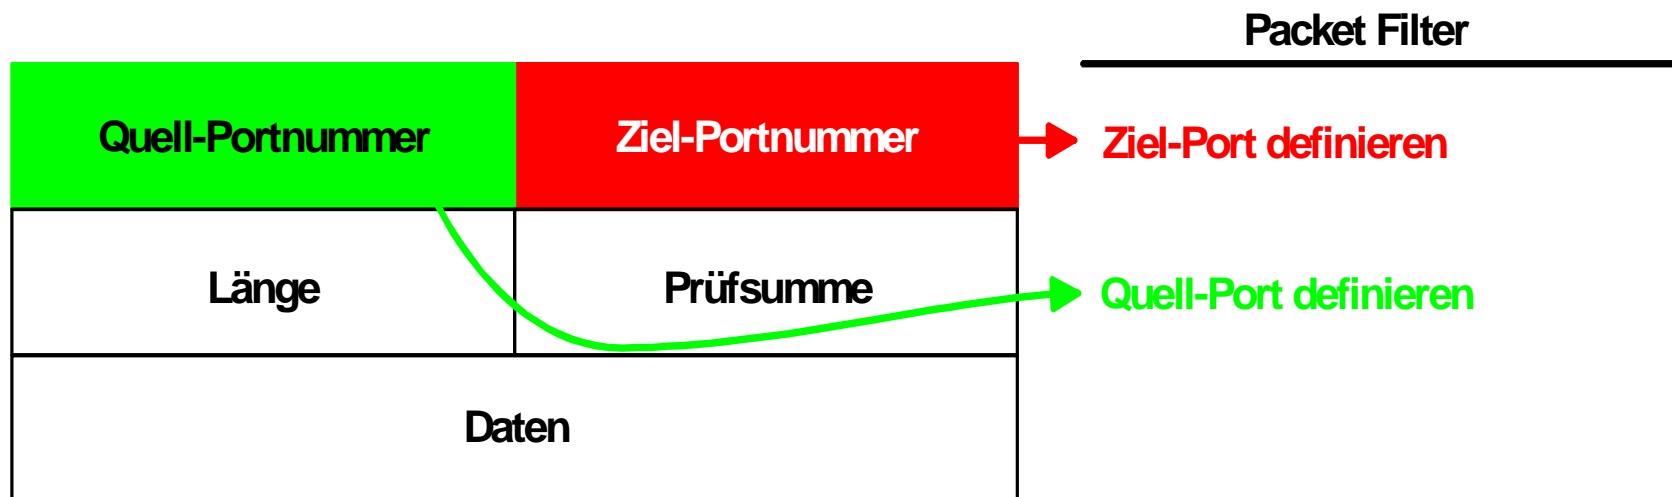 Packet Filter
Quell-Portnummer
Ziel-Portnummer
Ziel-Port definieren
Länge
Prüfsumme
Quell-Port definieren
Daten